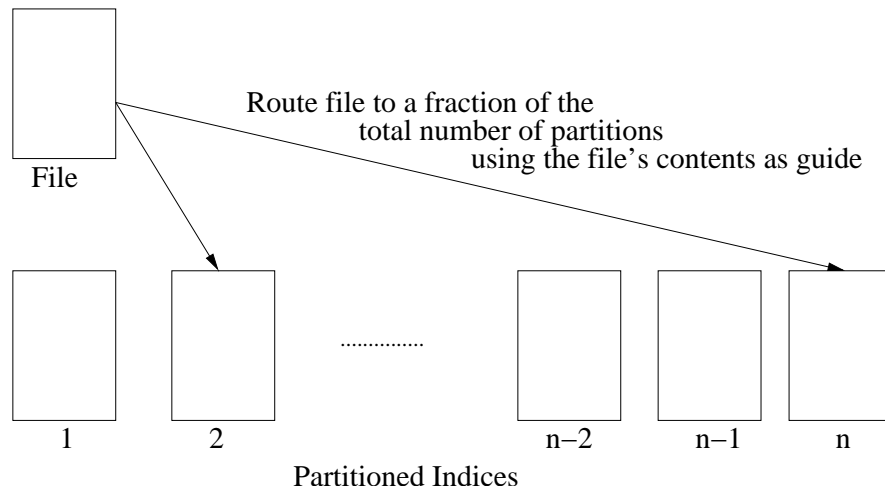 Route file to a fraction of the
total number of partitions
using the file's contents as guide
File
...............
1 2 n−2 n−1 n
Partitioned Indices